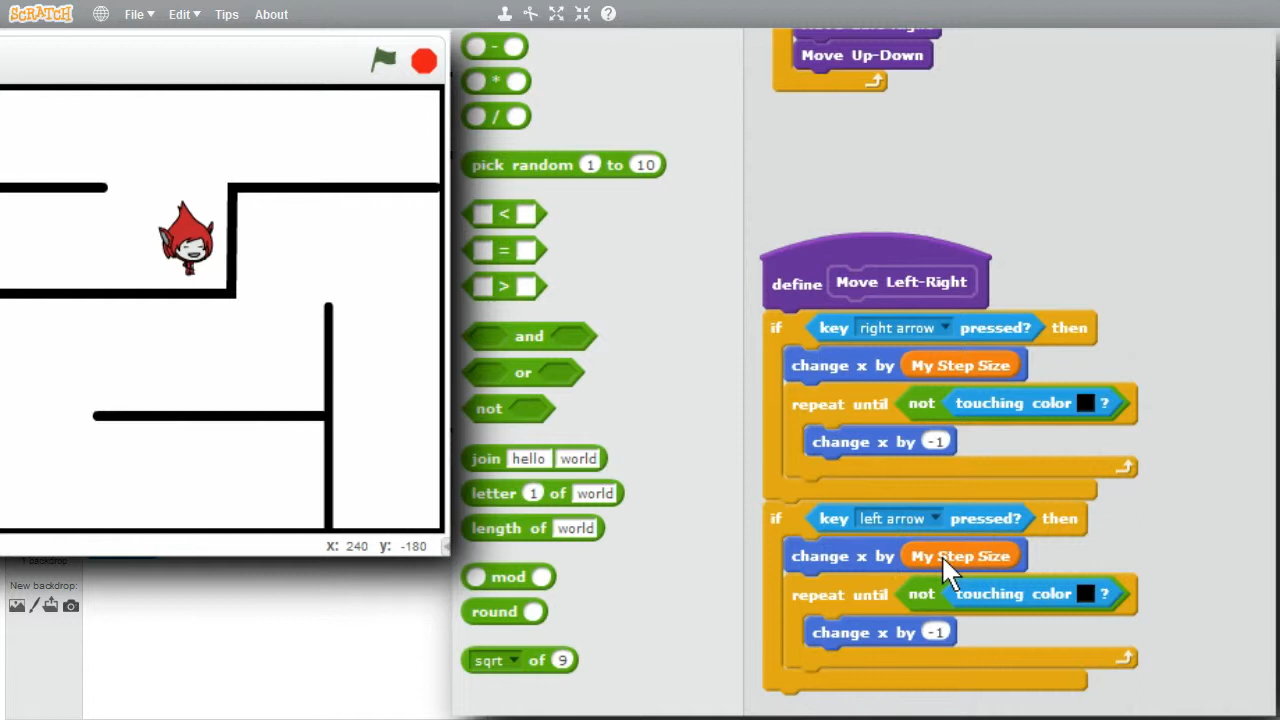 SCRATCH File Edit Tips About
-
*
/
pick random 1 to 10
<
=
>
and
or
not
join hello world
letter 1 of world
length of world
mod
round
sqrt of 9
x: 240 y: -180
1 backdrop
New backdrop:
Move Up-Down
define Move Left-Right
if key right arrow pressed? then
change x by My Step Size
repeat until not touching color ?
change x by -1
if key left arrow pressed? then
change x by My Step Size
repeat until not touching color ?
change x by -1